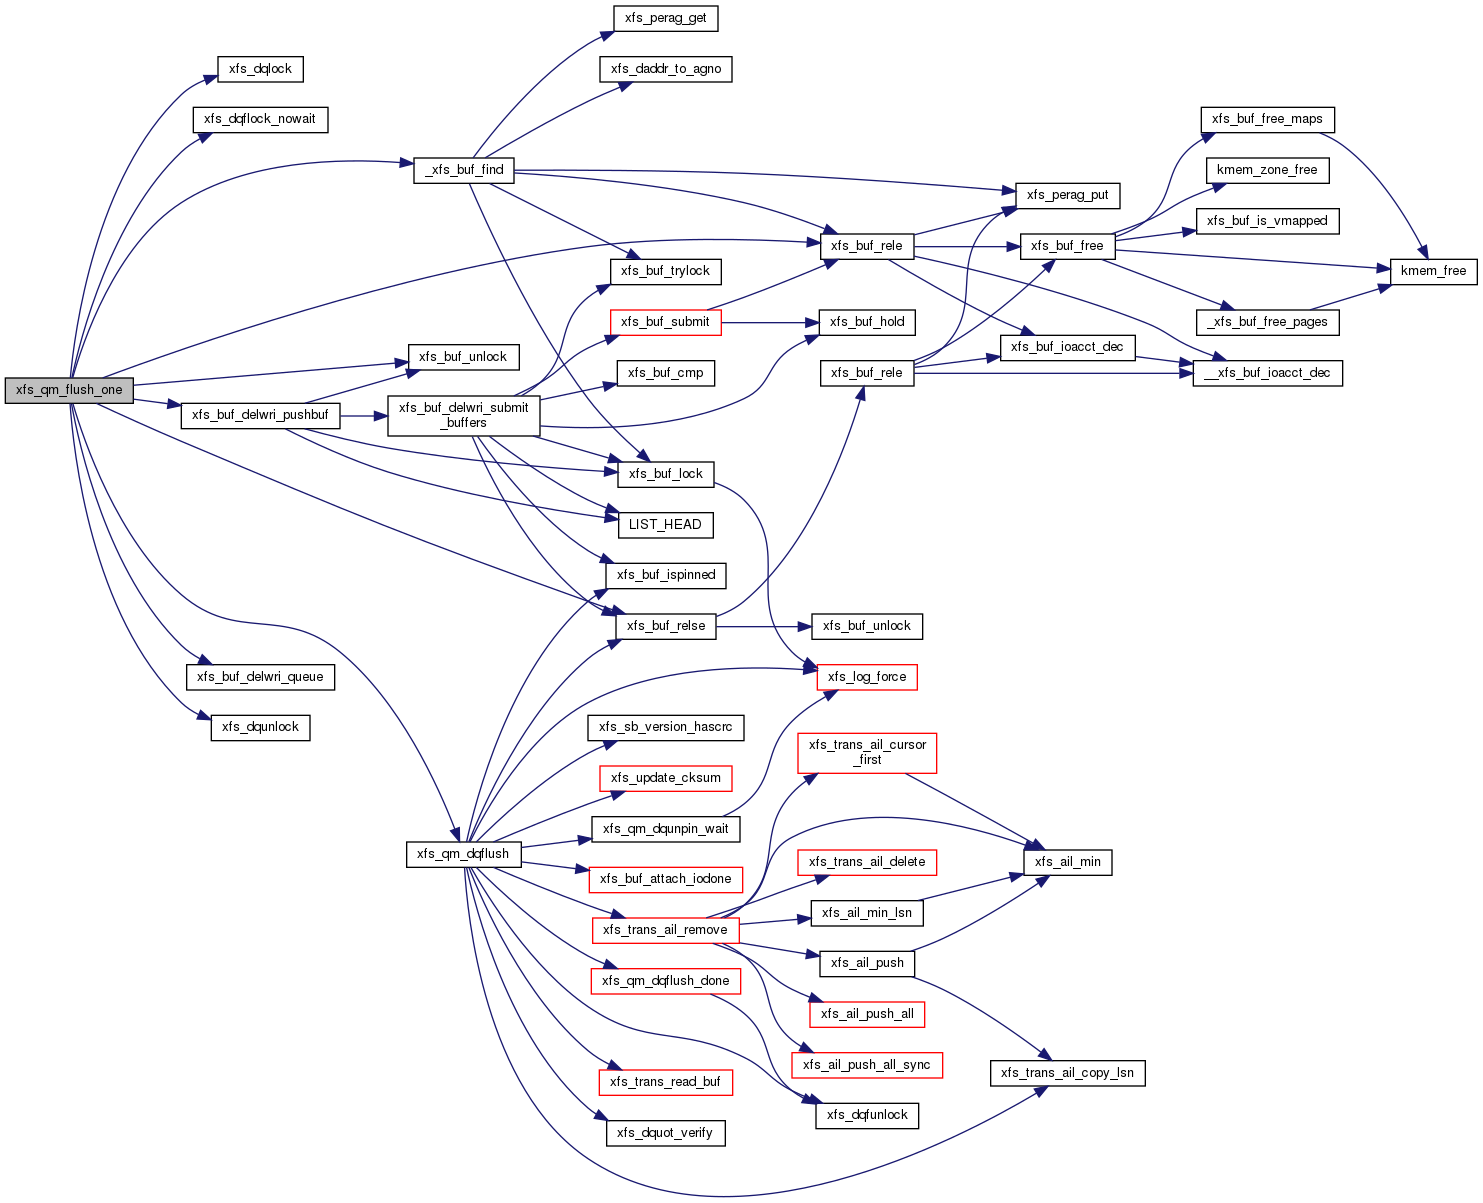 xfs_perag_get
xfs_dqlock
xfs_daddr_to_agno
xfs_dqflock_nowait
xfs_buf_free_maps
_xfs_buf_find
kmem_zone_free
xfs_perag_put
xfs_buf_is_vmapped
xfs_buf_rele
xfs_buf_free
xfs_buf_trylock
kmem_free
xfs_buf_submit
xfs_buf_hold
_xfs_buf_free_pages
xfs_buf_unlock
xfs_buf_ioacct_dec
xfs_buf_cmp
xfs_buf_rele
__xfs_buf_ioacct_dec
xfs_qm_flush_one
xfs_buf_delwri_pushbuf
xfs_buf_delwri_submit
_buffers
xfs_buf_lock
LIST_HEAD
xfs_buf_ispinned
xfs_buf_relse
xfs_buf_unlock
xfs_buf_delwri_queue
xfs_log_force
xfs_dqunlock
xfs_sb_version_hascrc
xfs_trans_ail_cursor
_first
xfs_update_cksum
xfs_qm_dqunpin_wait
xfs_qm_dqflush
xfs_trans_ail_delete
xfs_ail_min
xfs_buf_attach_iodone
xfs_ail_min_lsn
xfs_trans_ail_remove
xfs_ail_push
xfs_qm_dqflush_done
xfs_ail_push_all
xfs_ail_push_all_sync
xfs_trans_ail_copy_lsn
xfs_trans_read_buf
xfs_dqfunlock
xfs_dquot_verify